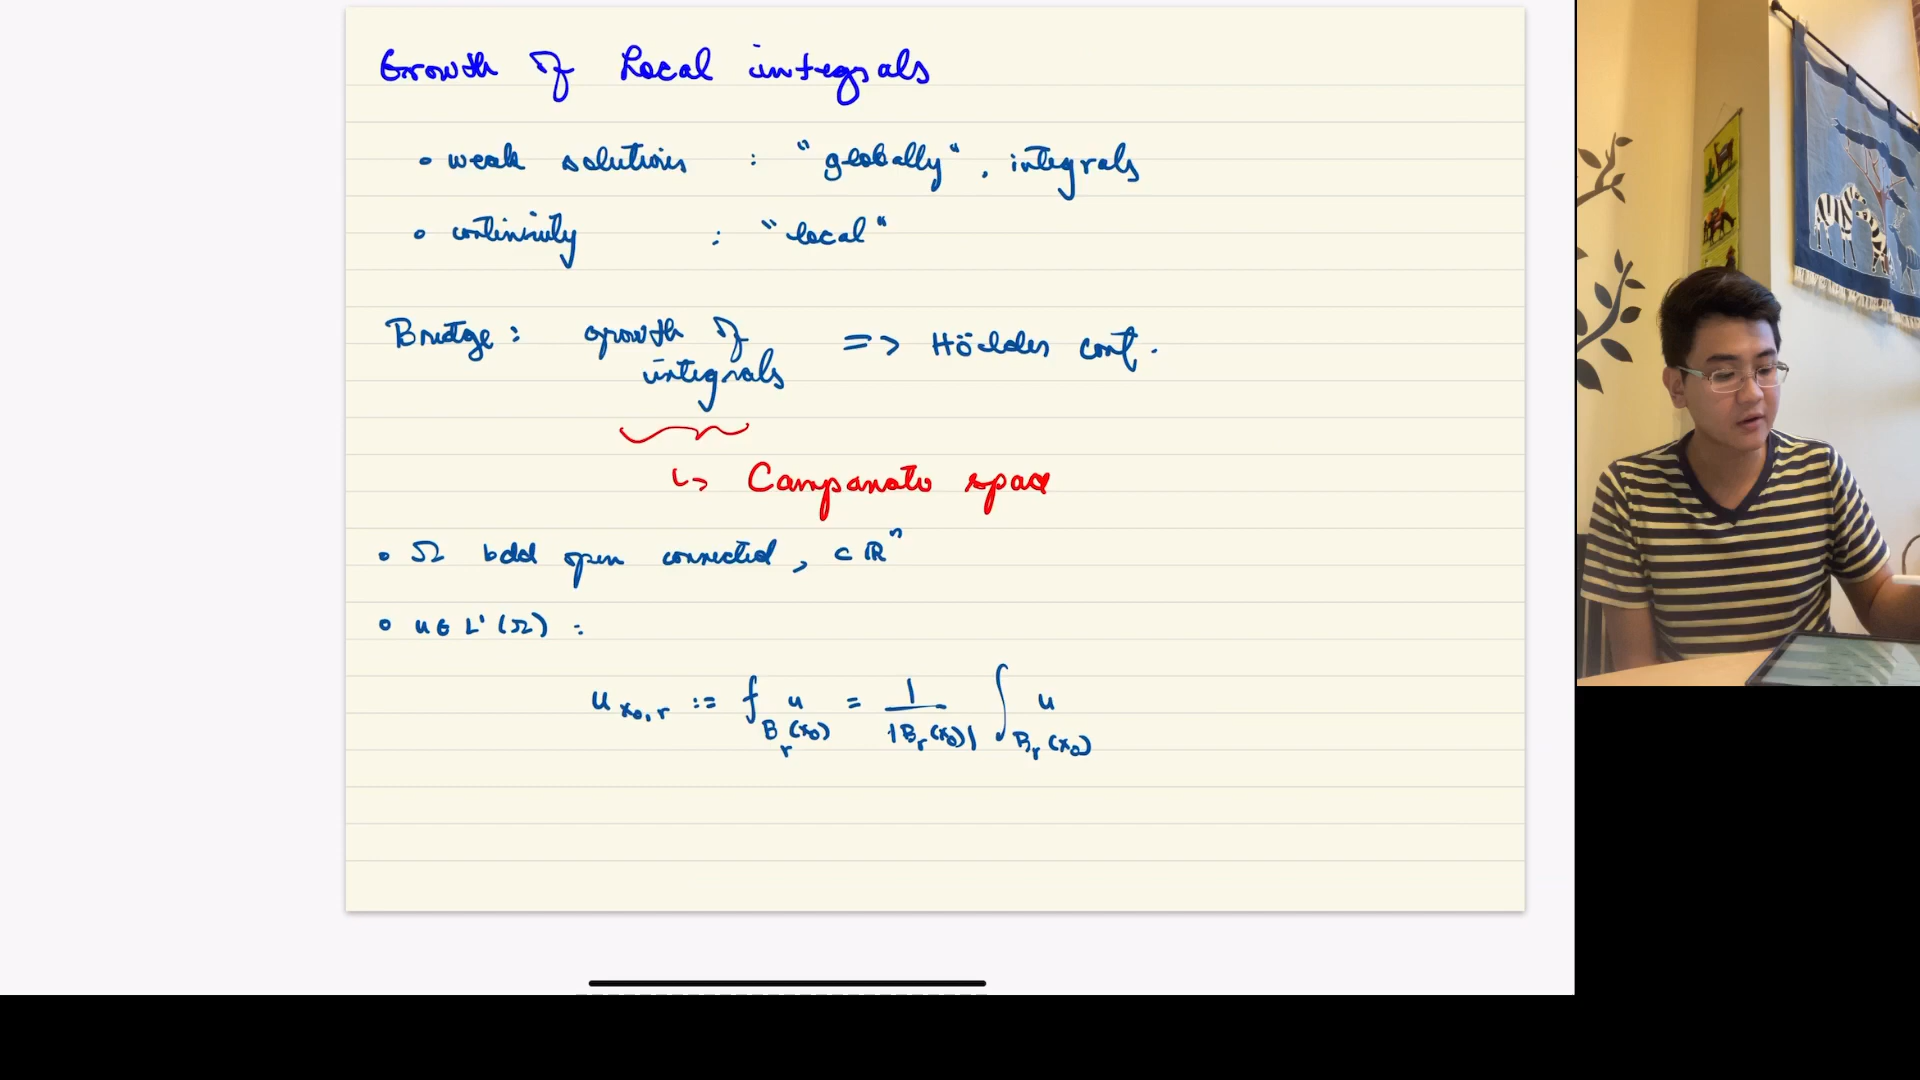 Growth of local integrals
• weak solutions : "globally", integrals
• continuity : "local"
Bridge: growth of integrals => Hölder cont.
↳ Campanato space
• Ω bdd open connected, ⊂ ℝⁿ
• u ∈ L¹(Ω) :
u_{x₀,r} := ⨍_{B_r(x₀)} u = 1/|B_r(x₀)| ∫_{B_r(x₀)} u